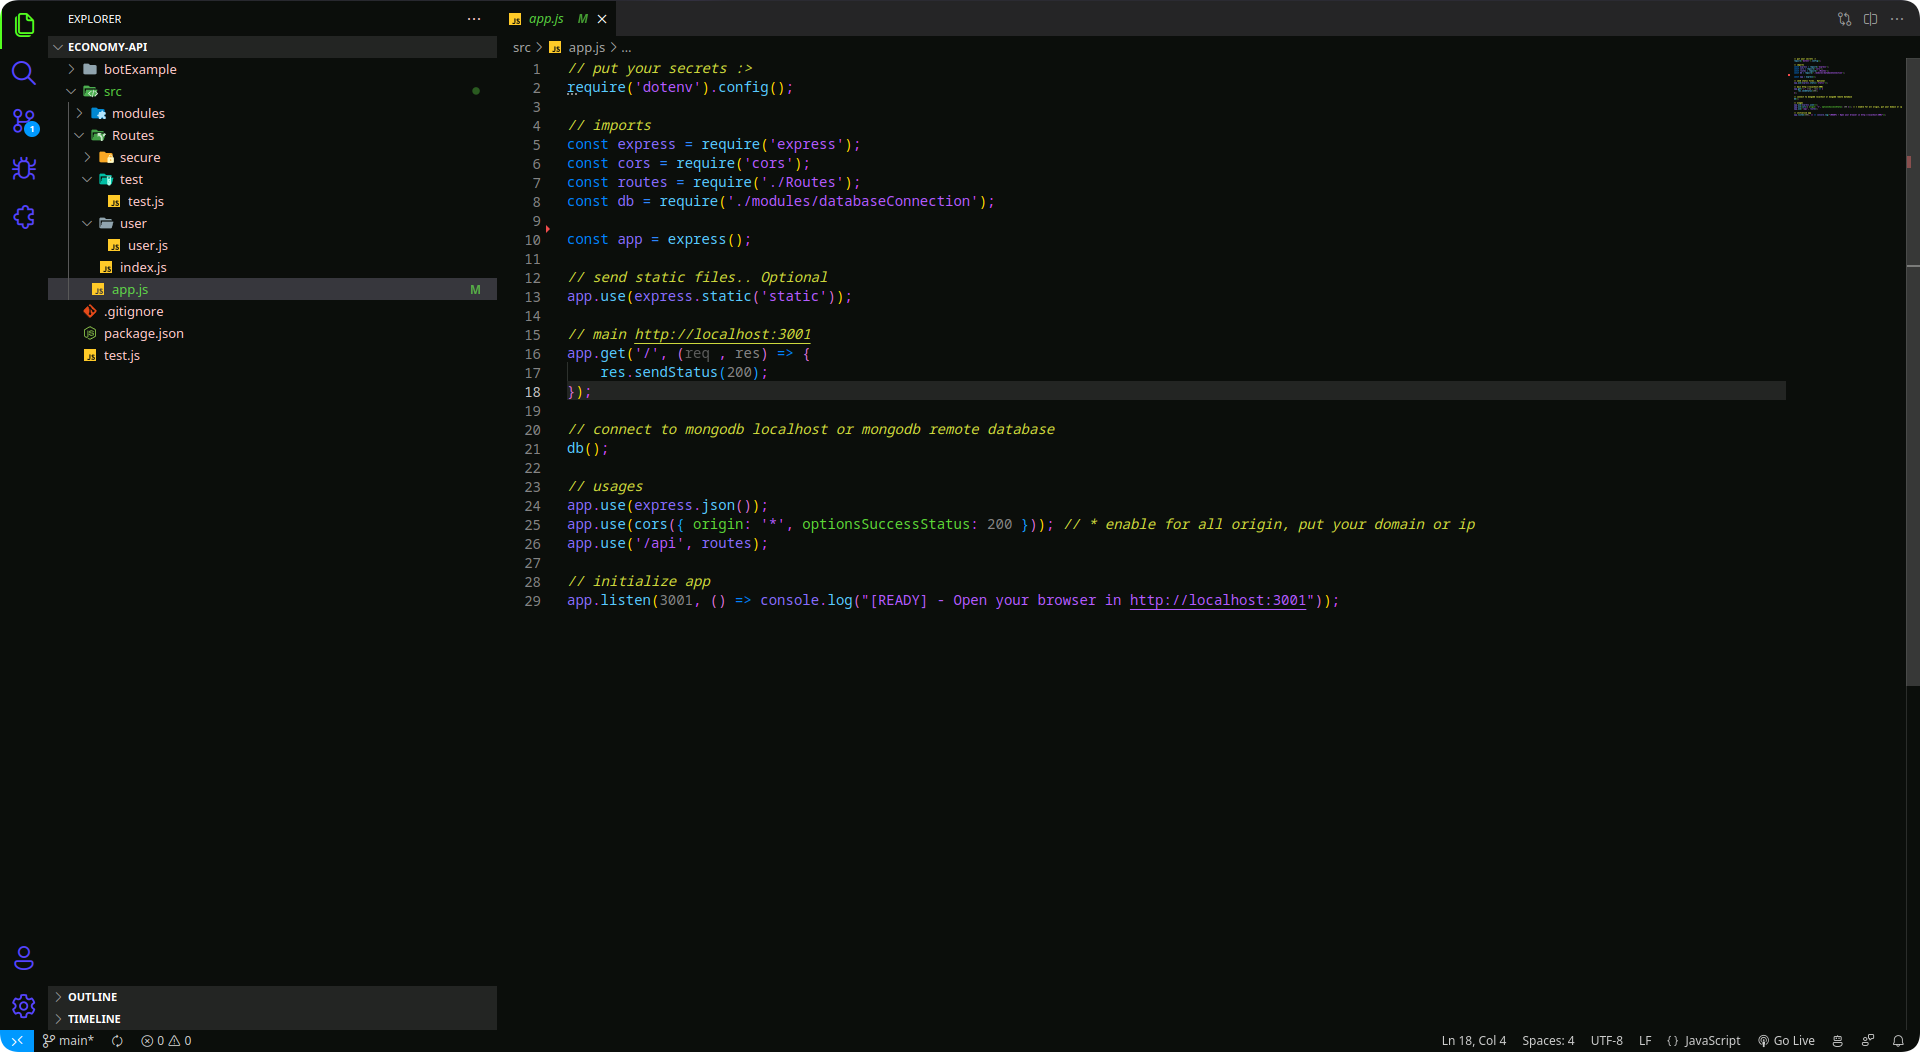 EXPLORER
ECONOMY-API
botExample
src
modules
Routes
secure
test
test.js
user
user.js
index.js
app.js M
.gitignore
package.json
test.js
OUTLINE
TIMELINE
app.js M
src > app.js > ...
1 // put your secrets :>
2 require('dotenv').config();
3
4 // imports
5 const express = require('express');
6 const cors = require('cors');
7 const routes = require('./Routes');
8 const db = require('./modules/databaseConnection');
9
10 const app = express();
11
12 // send static files.. Optional
13 app.use(express.static('static'));
14
15 // main http://localhost:3001
16 app.get('/', (req , res) => {
17     res.sendStatus(200);
18 });
19
20 // connect to mongodb localhost or mongodb remote database
21 db();
22
23 // usages
24 app.use(express.json());
25 app.use(cors({ origin: '*', optionsSuccessStatus: 200 })); // * enable for all origin, put your domain or ip
26 app.use('/api', routes);
27
28 // initialize app
29 app.listen(3001, () => console.log("[READY] - Open your browser in http://localhost:3001"));
1
main* 0 0 Ln 18, Col 4 Spaces: 4 UTF-8 LF {} JavaScript Go Live